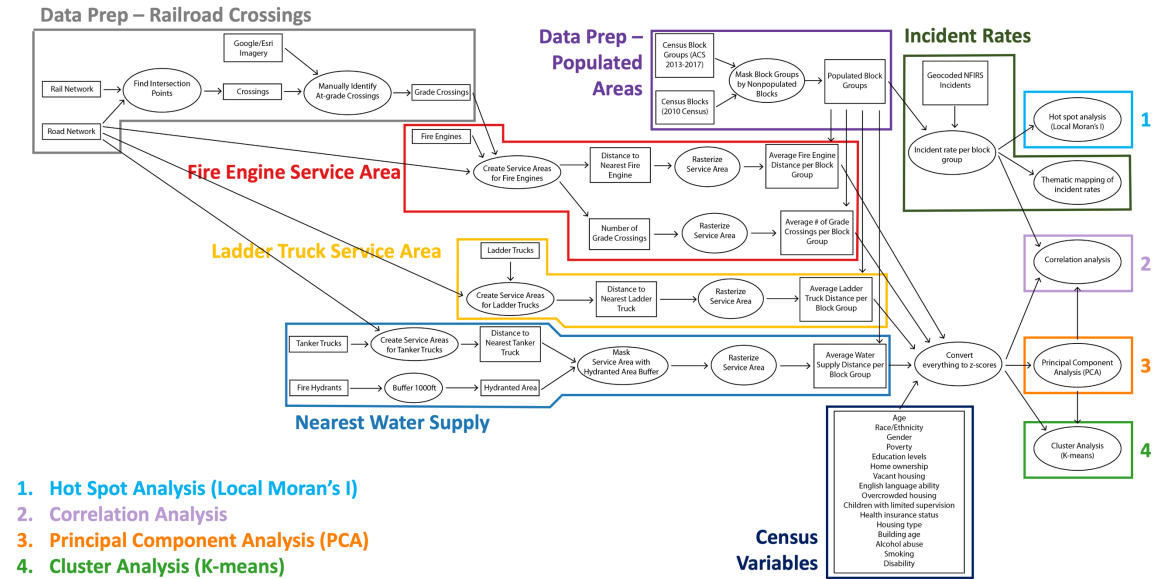 Data Prep – Railroad Crossings
Google/Esri
Imagery
Rail Network
Find Intersection
Points
Crossings
Manually Identify
At-grade Crossings
Grade Crossings
Road Network
Data Prep –
Populated
Areas
Census Block
Groups (ACS
2013-2017)
Census Blocks
(2010 Census)
Mask Block Groups
by Nonpopulated
Blocks
Populated Block
Groups
Incident Rates
Geocoded NFIRS
Incidents
Incident rate per block
group
Hot spot analysis
(Local Moran's I)
1
Thematic mapping of
incident rates
Fire Engine Service Area
Fire Engines
Create Service Areas
for Fire Engines
Distance to
Nearest Fire
Engine
Rasterize
Service Area
Average Fire Engine
Distance per Block
Group
Number of
Grade Crossings
Rasterize
Service Area
Average # of Grade
Crossings per Block
Group
Ladder Truck Service Area
Ladder Trucks
Create Service Areas
for Ladder Trucks
Distance to
Nearest Ladder
Truck
Rasterize
Service Area
Average Ladder
Truck Distance per
Block Group
Correlation analysis
2
Tanker Trucks
Create Service Areas
for Tanker Trucks
Distance to
Nearest Tanker
Truck
Fire Hydrants
Buffer 1000ft
Hydranted Area
Mask
Service Area with
Hydranted Area Buffer
Rasterize
Service Area
Average Water
Supply Distance per
Block Group
Nearest Water Supply
Convert
everything to z-scores
Principal Component
Analysis (PCA)
3
Cluster Analysis
(K-means)
4
Age
Race/Ethnicity
Gender
Poverty
Education levels
Home ownership
Vacant housing
English language ability
Overcrowded housing
Children with limited supervision
Health insurance status
Housing type
Building age
Alcohol abuse
Smoking
Disability
Census
Variables
1. Hot Spot Analysis (Local Moran's I)
2. Correlation Analysis
3. Principal Component Analysis (PCA)
4. Cluster Analysis (K-means)